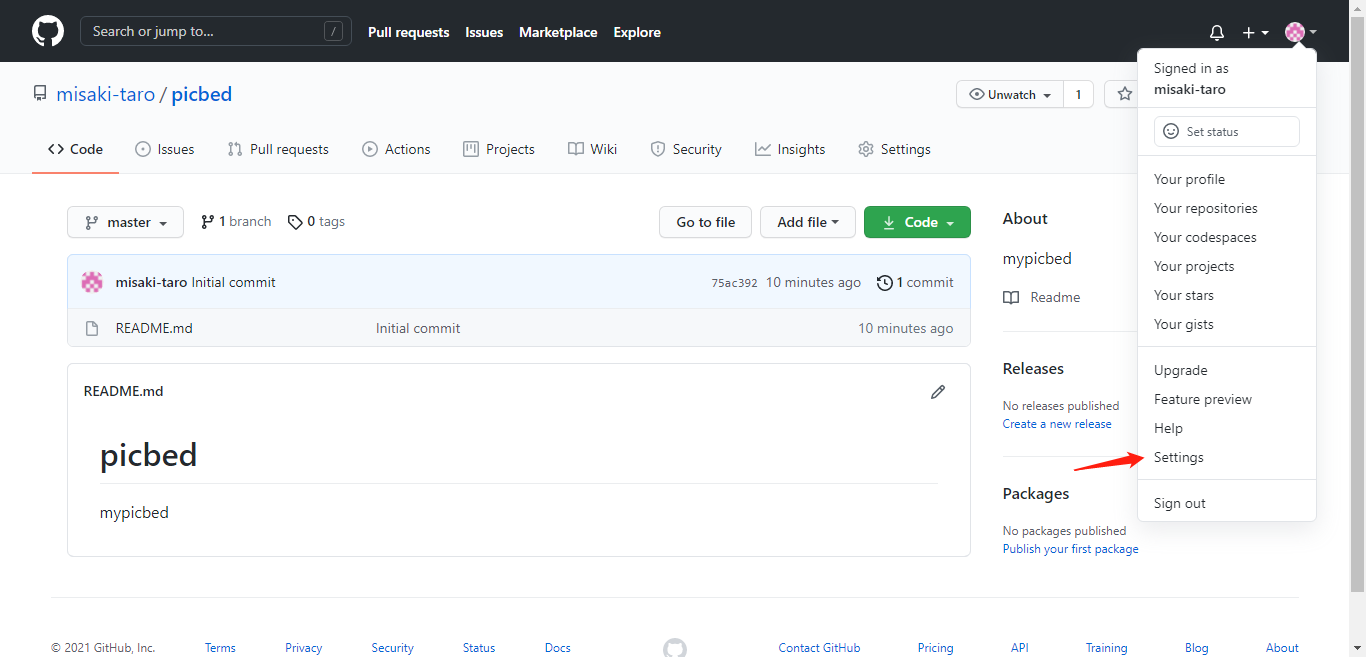 Search or jump to... /
Pull requests Issues Marketplace Explore
misaki-taro / picbed
Unwatch 1
Code Issues Pull requests Actions Projects Wiki Security Insights Settings
master 1 branch 0 tags Go to file Add file Code
misaki-taro Initial commit 75ac392 10 minutes ago 1 commit
README.md Initial commit 10 minutes ago
README.md
picbed
mypicbed
About
mypicbed
Readme
Releases
No releases published
Create a new release
Packages
No packages published
Publish your first package
Signed in as
misaki-taro
Set status
Your profile
Your repositories
Your codespaces
Your projects
Your stars
Your gists
Upgrade
Feature preview
Help
Settings
Sign out
© 2021 GitHub, Inc. Terms Privacy Security Status Docs Contact GitHub Pricing API Training Blog About